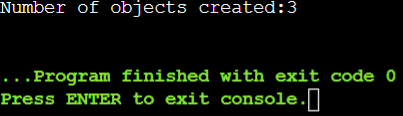 Number of objects created:3
...Program finished with exit code 0
Press ENTER to exit console.